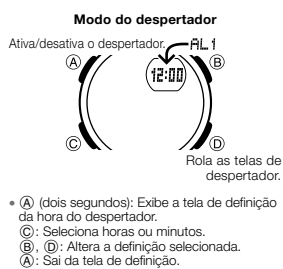 Modo do despertador
Ativa/desativa o despertador.
AL1
12:00
A
B
C
D
Rola as telas de
despertador.
• Ⓐ (dois segundos): Exibe a tela de definição
da hora do despertador.
Ⓒ: Seleciona horas ou minutos.
Ⓑ, Ⓓ: Altera a definição selecionada.
Ⓐ: Sai da tela de definição.